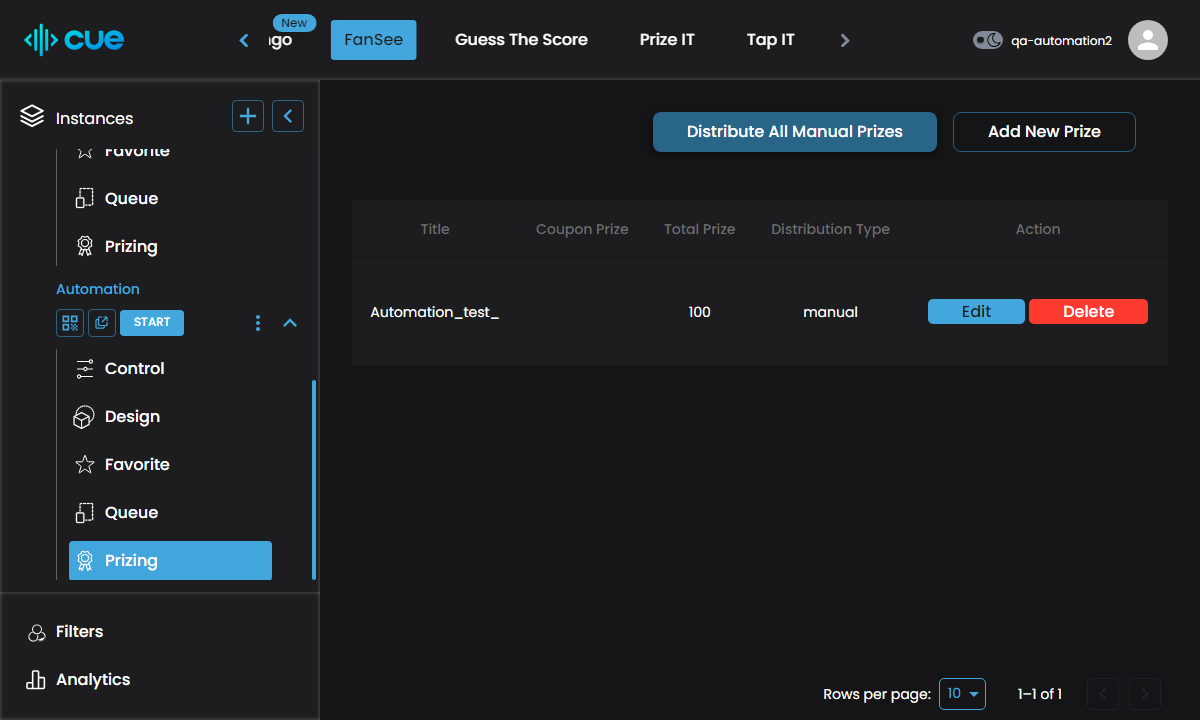 cue
New
ngo
FanSee
Guess The Score
Prize IT
Tap IT
qa-automation2
Instances
Favorite
Queue
Prizing
Automation
START
Control
Design
Favorite
Queue
Prizing
Filters
Analytics
Distribute All Manual Prizes
Add New Prize
Title
Coupon Prize
Total Prize
Distribution Type
Action
Automation_test_
100
manual
Edit
Delete
Rows per page:
10
1–1 of 1